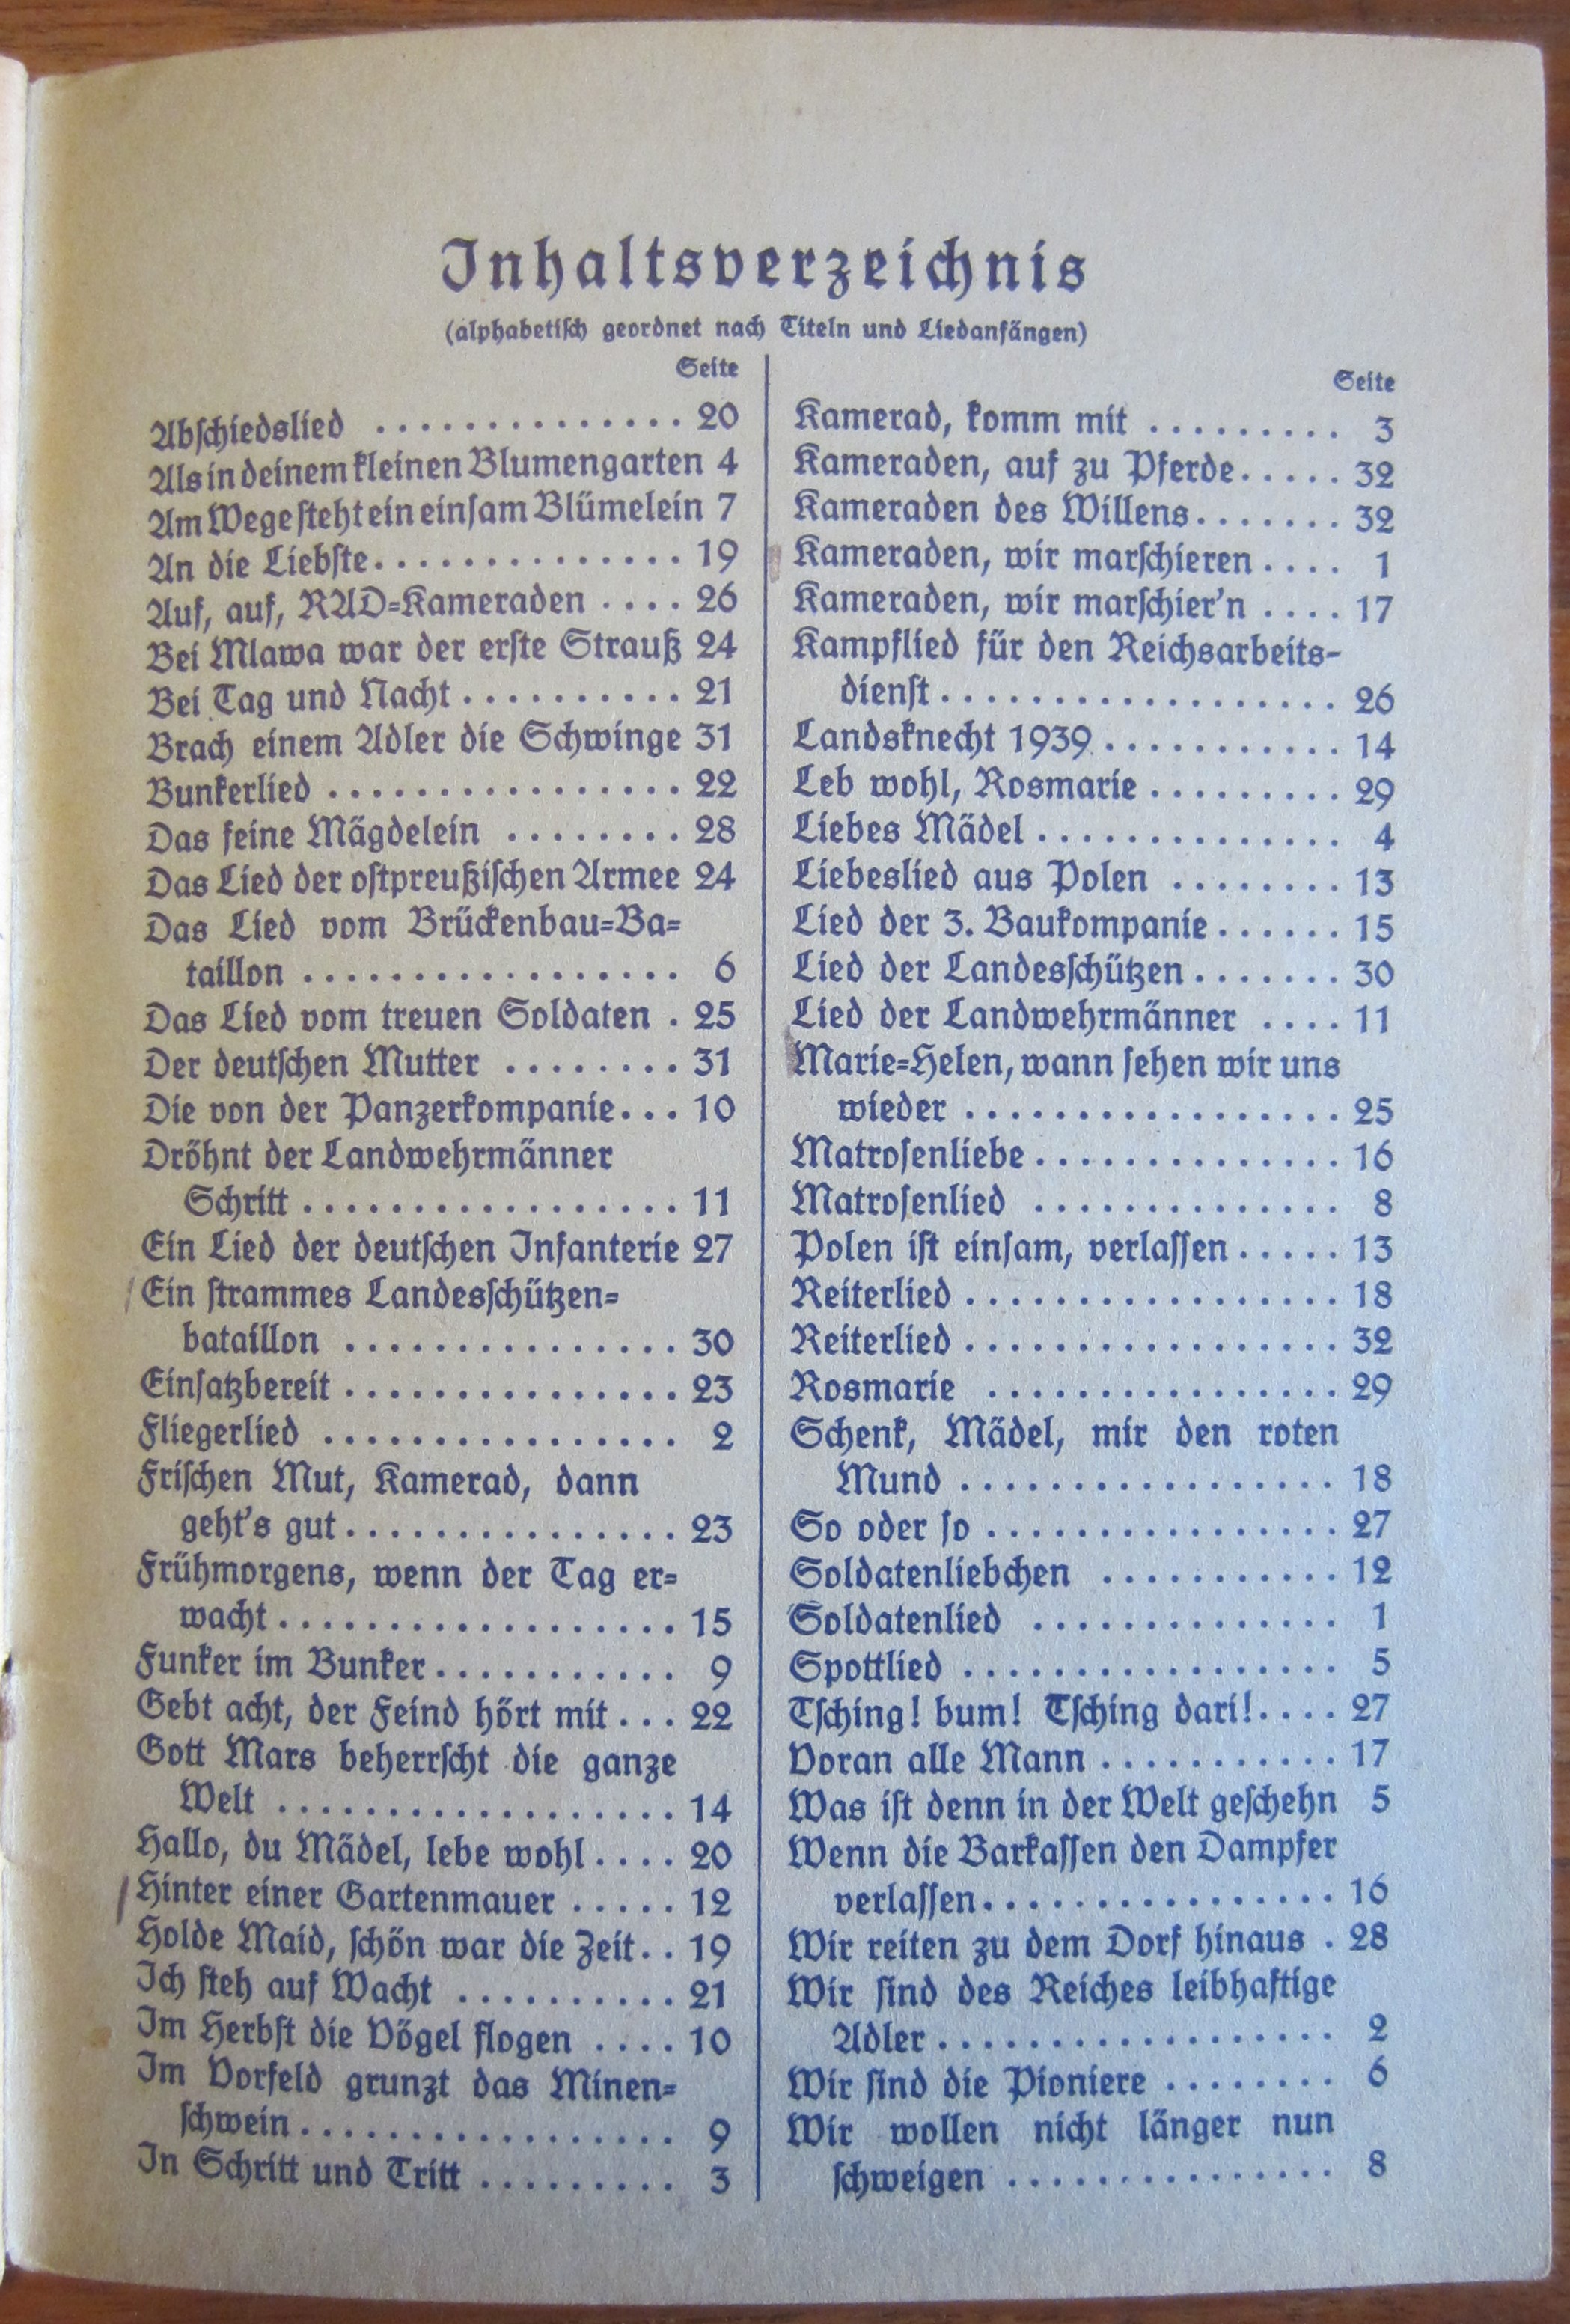 Inhaltsverzeichnis
(alphabetisch geordnet nach Titeln und Liedanfängen)
Seite
Abschiedslied .............. 20
Als in deinem kleinen Blumengarten 4
Am Wege steht ein einsam Blümelein 7
An die Liebste............... 19
Auf, auf, RAD=Kameraden .... 26
Bei Mlawa war der erste Strauß 24
Bei Tag und Nacht .......... 21
Brach einem Adler die Schwinge 31
Bunkerlied ................. 22
Das feine Mägdelein ........ 28
Das Lied der ostpreußischen Armee 24
Das Lied vom Brückenbau=Ba=
taillon .................. 6
Das Lied vom treuen Soldaten . 25
Der deutschen Mutter ........ 31
Die von der Panzerkompanie... 10
Dröhnt der Landwehrmänner
Schritt .................. 11
Ein Lied der deutschen Infanterie 27
Ein strammes Landesschützen=
bataillon ................ 30
Einsatzbereit ................ 23
Fliegerlied ................. 2
Frischen Mut, Kamerad, dann
geht's gut................ 23
Frühmorgens, wenn der Tag er=
wacht................... 15
Funker im Bunker............ 9
Gebt acht, der Feind hört mit ... 22
Gott Mars beherrscht die ganze
Welt ................... 14
Hallo, du Mädel, lebe wohl .... 20
Hinter einer Gartenmauer ..... 12
Holde Maid, schön war die Zeit.. 19
Ich steh auf Wacht ........... 21
Im Herbst die Vögel flogen .... 10
Im Vorfeld grunzt das Minen=
schwein .................. 9
In Schritt und Tritt .......... 3
Seite
Kamerad, komm mit ......... 3
Kameraden, auf zu Pferde..... 32
Kameraden des Willens....... 32
Kameraden, wir marschieren .... 1
Kameraden, wir marschier'n .... 17
Kampflied für den Reichsarbeits-
dienst ................... 26
Landsknecht 1939 ............ 14
Leb wohl, Rosmarie ......... 29
Liebes Mädel ............... 4
Liebeslied aus Polen ........ 13
Lied der 3. Baukompanie ...... 15
Lied der Landesschützen ....... 30
Lied der Landwehrmänner .... 11
Marie=Helen, wann sehen wir uns
wieder .................. 25
Matrosenliebe ............... 16
Matrosenlied ............... 8
Polen ist einsam, verlassen ..... 13
Reiterlied .................. 18
Reiterlied .................. 32
Rosmarie ................. 29
Schenk, Mädel, mir den roten
Mund .................. 18
So oder so ................. 27
Soldatenliebchen ............ 12
Soldatenlied ............... 1
Spottlied .................. 5
Tsching! bum! Tsching dari!.... 27
Voran alle Mann ............ 17
Was ist denn in der Welt geschehn 5
Wenn die Barkassen den Dampfer
verlassen................. 16
Wir reiten zu dem Dorf hinaus . 28
Wir sind des Reiches leibhaftige
Adler ................... 2
Wir sind die Pioniere ........ 6
Wir wollen nicht länger nun
schweigen ................ 8